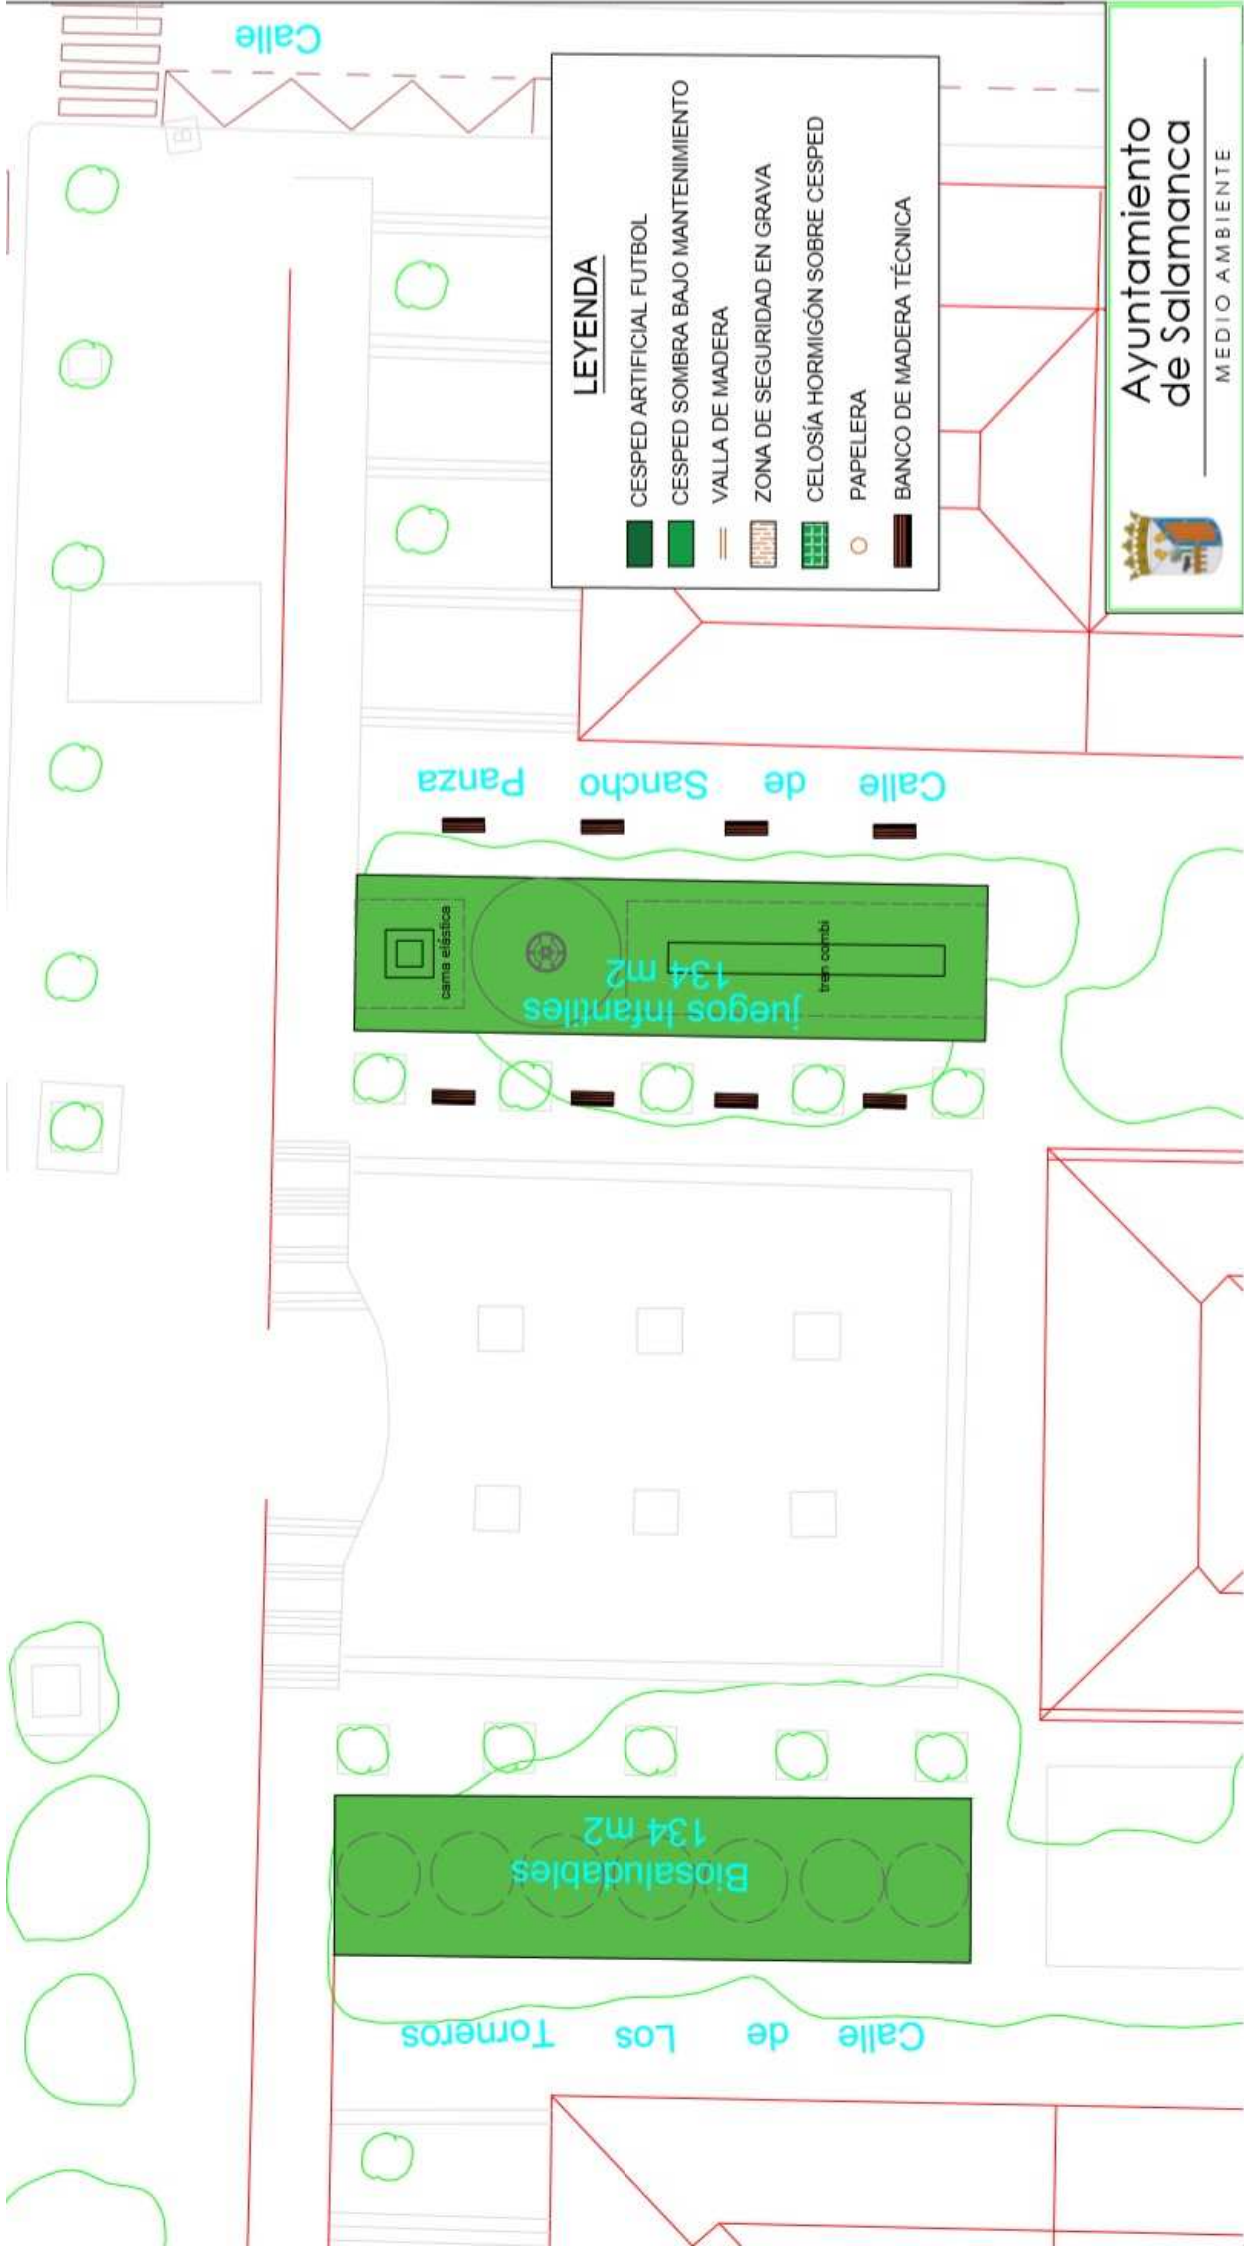 Calle
LEYENDA
CESPED ARTIFICIAL FUTBOL
CESPED SOMBRA BAJO MANTENIMIENTO
VALLA DE MADERA
ZONA DE SEGURIDAD EN GRAVA
CELOSÍA HORMIGÓN SOBRE CESPED
PAPELERA
BANCO DE MADERA TÉCNICA
Ayuntamiento
de Salamanca
MEDIO AMBIENTE
Calle de Sancho Panza
cama elástica
tren combi
juegos Infantiles
134 m2
Biosaludables
134 m2
Calle de Los Torneros